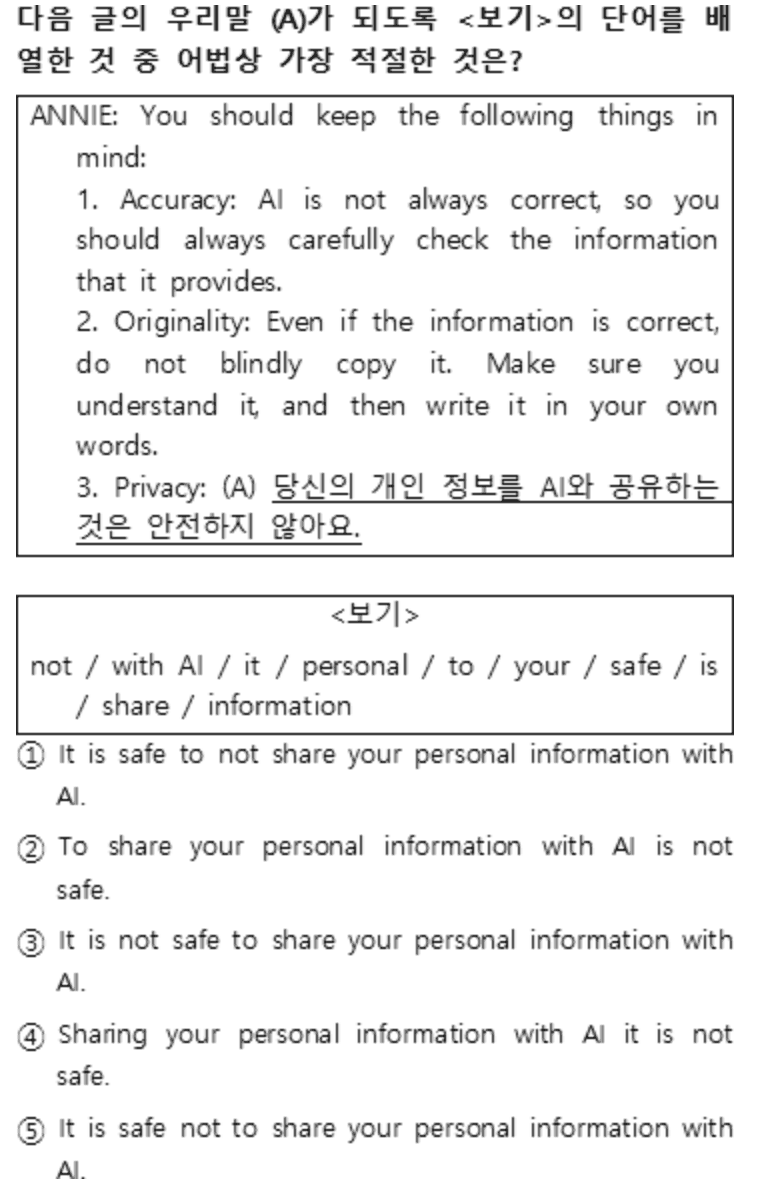 다음 글의 우리말 (A)가 되도록 <보기>의 단어를 배
열한 것 중 어법상 가장 적절한 것은?
ANNIE: You should keep the following things in
mind:
1. Accuracy: AI is not always correct, so you
should always carefully check the information
that it provides.
2. Originality: Even if the information is correct,
do not blindly copy it. Make sure you
understand it, and then write it in your own
words.
3. Privacy: (A) 당신의 개인 정보를 AI와 공유하는
것은 안전하지 않아요.
<보기>
not / with AI / it / personal / to / your / safe / is
/ share / information
① It is safe to not share your personal information with
AI.
② To share your personal information with AI is not
safe.
③ It is not safe to share your personal information with
AI.
④ Sharing your personal information with AI it is not
safe.
⑤ It is safe not to share your personal information with
AI.